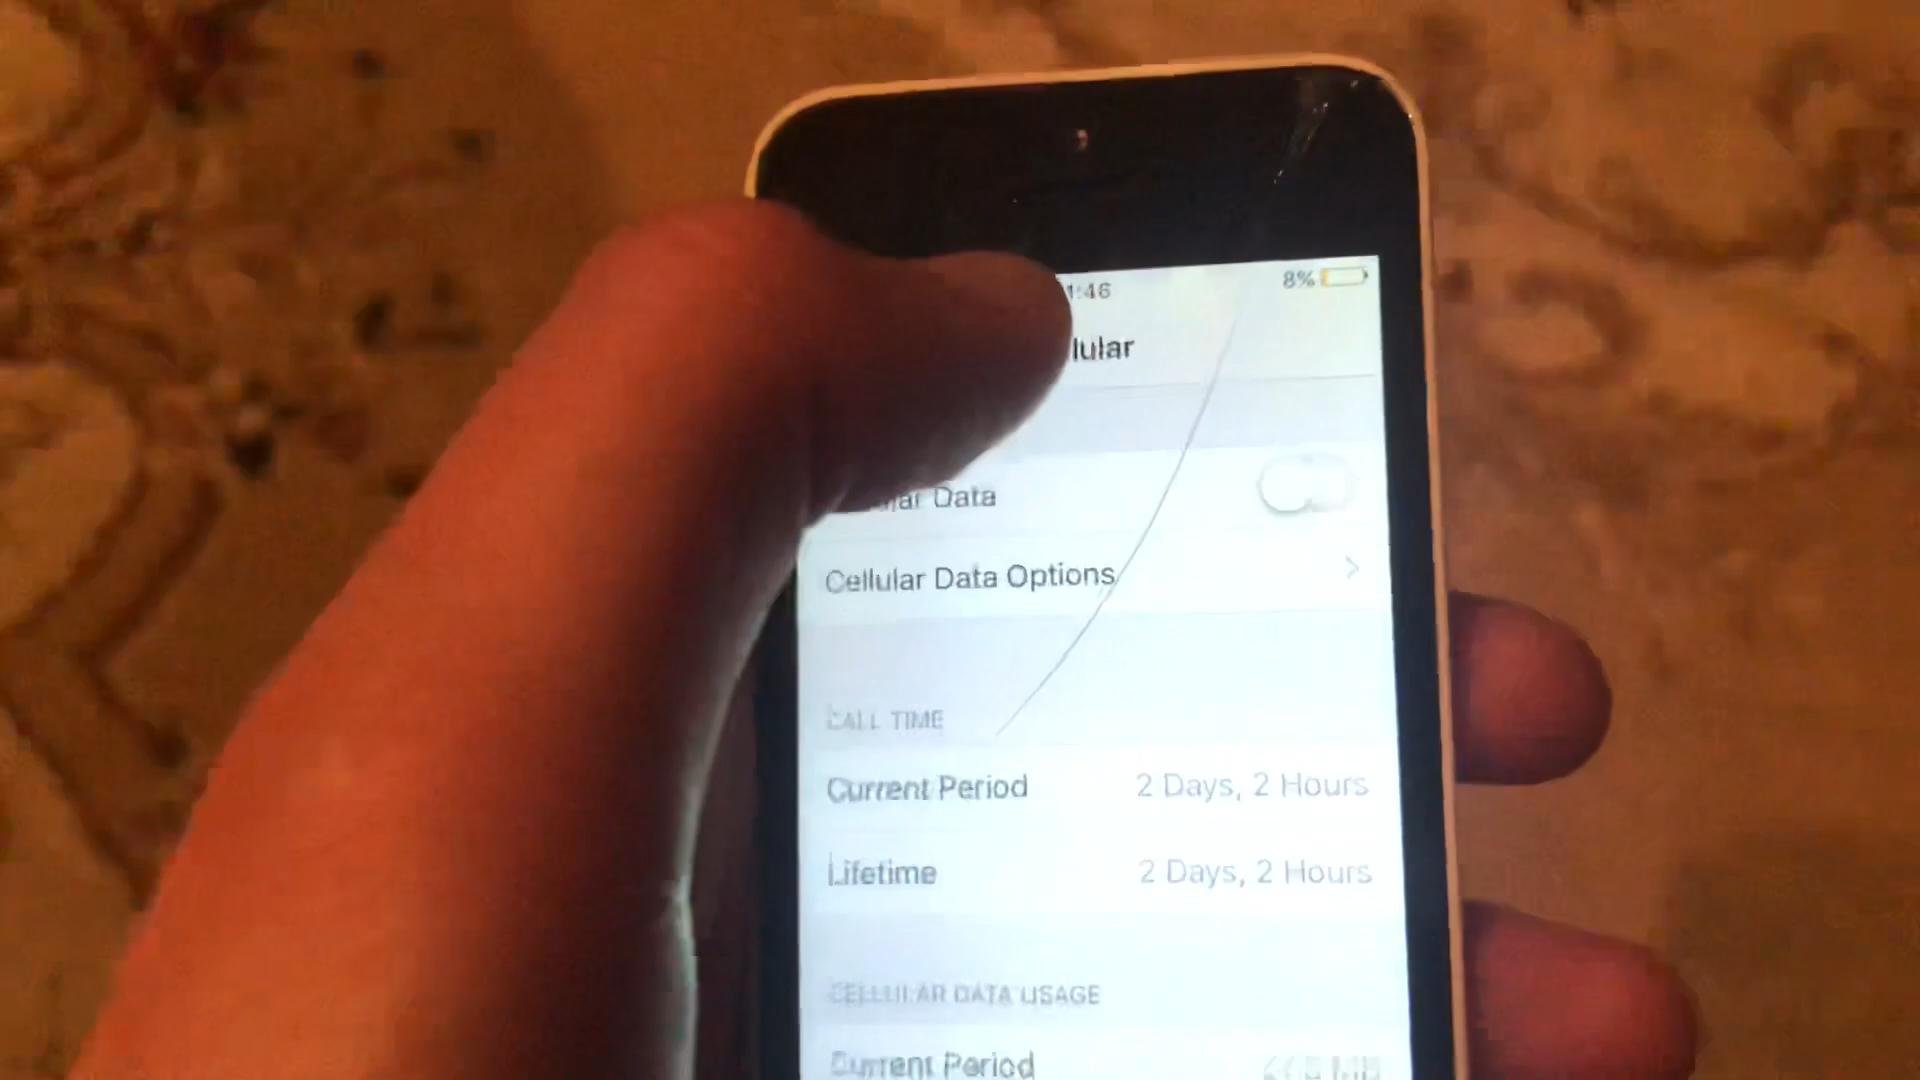 1:46 8%
lular
lar Data
Cellular Data Options
CALL TIME
Current Period 2 Days, 2 Hours
Lifetime 2 Days, 2 Hours
CELLULAR DATA USAGE
Current Period